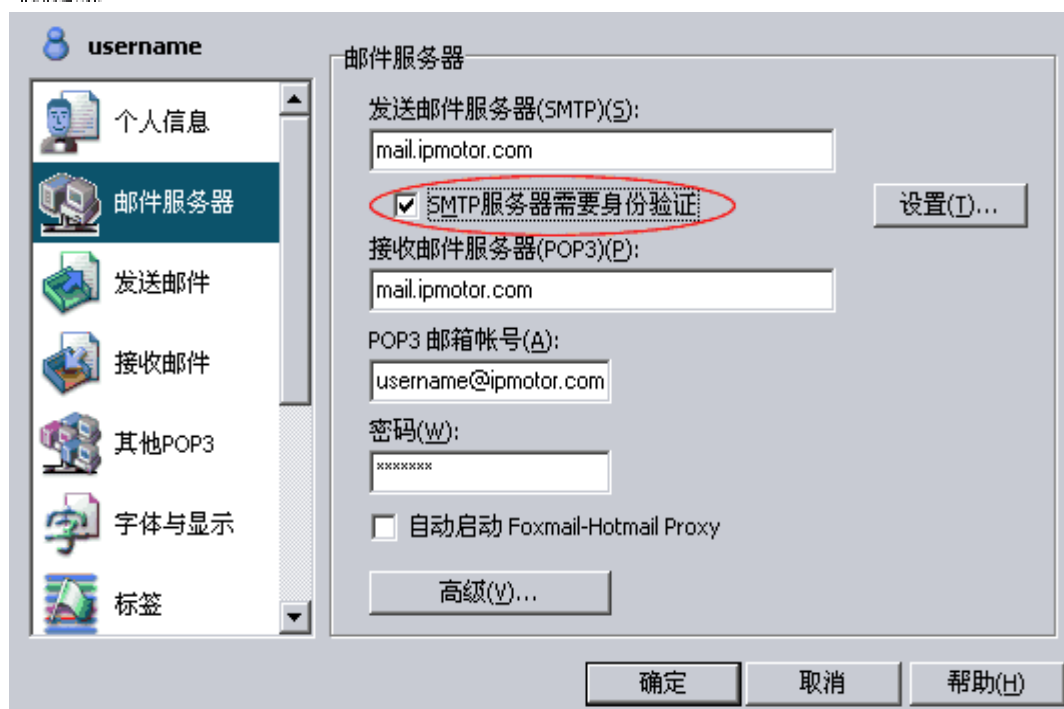 username
个人信息
邮件服务器
发送邮件
接收邮件
其他POP3
字体与显示
标签
邮件服务器
发送邮件服务器(SMTP)(S):
mail.ipmotor.com
SMTP服务器需要身份验证
设置(T)...
接收邮件服务器(POP3)(P):
mail.ipmotor.com
POP3 邮箱帐号(A):
username@ipmotor.com
密码(W):
*******
自动启动 Foxmail-Hotmail Proxy
高级(V)...
确定
取消
帮助(H)